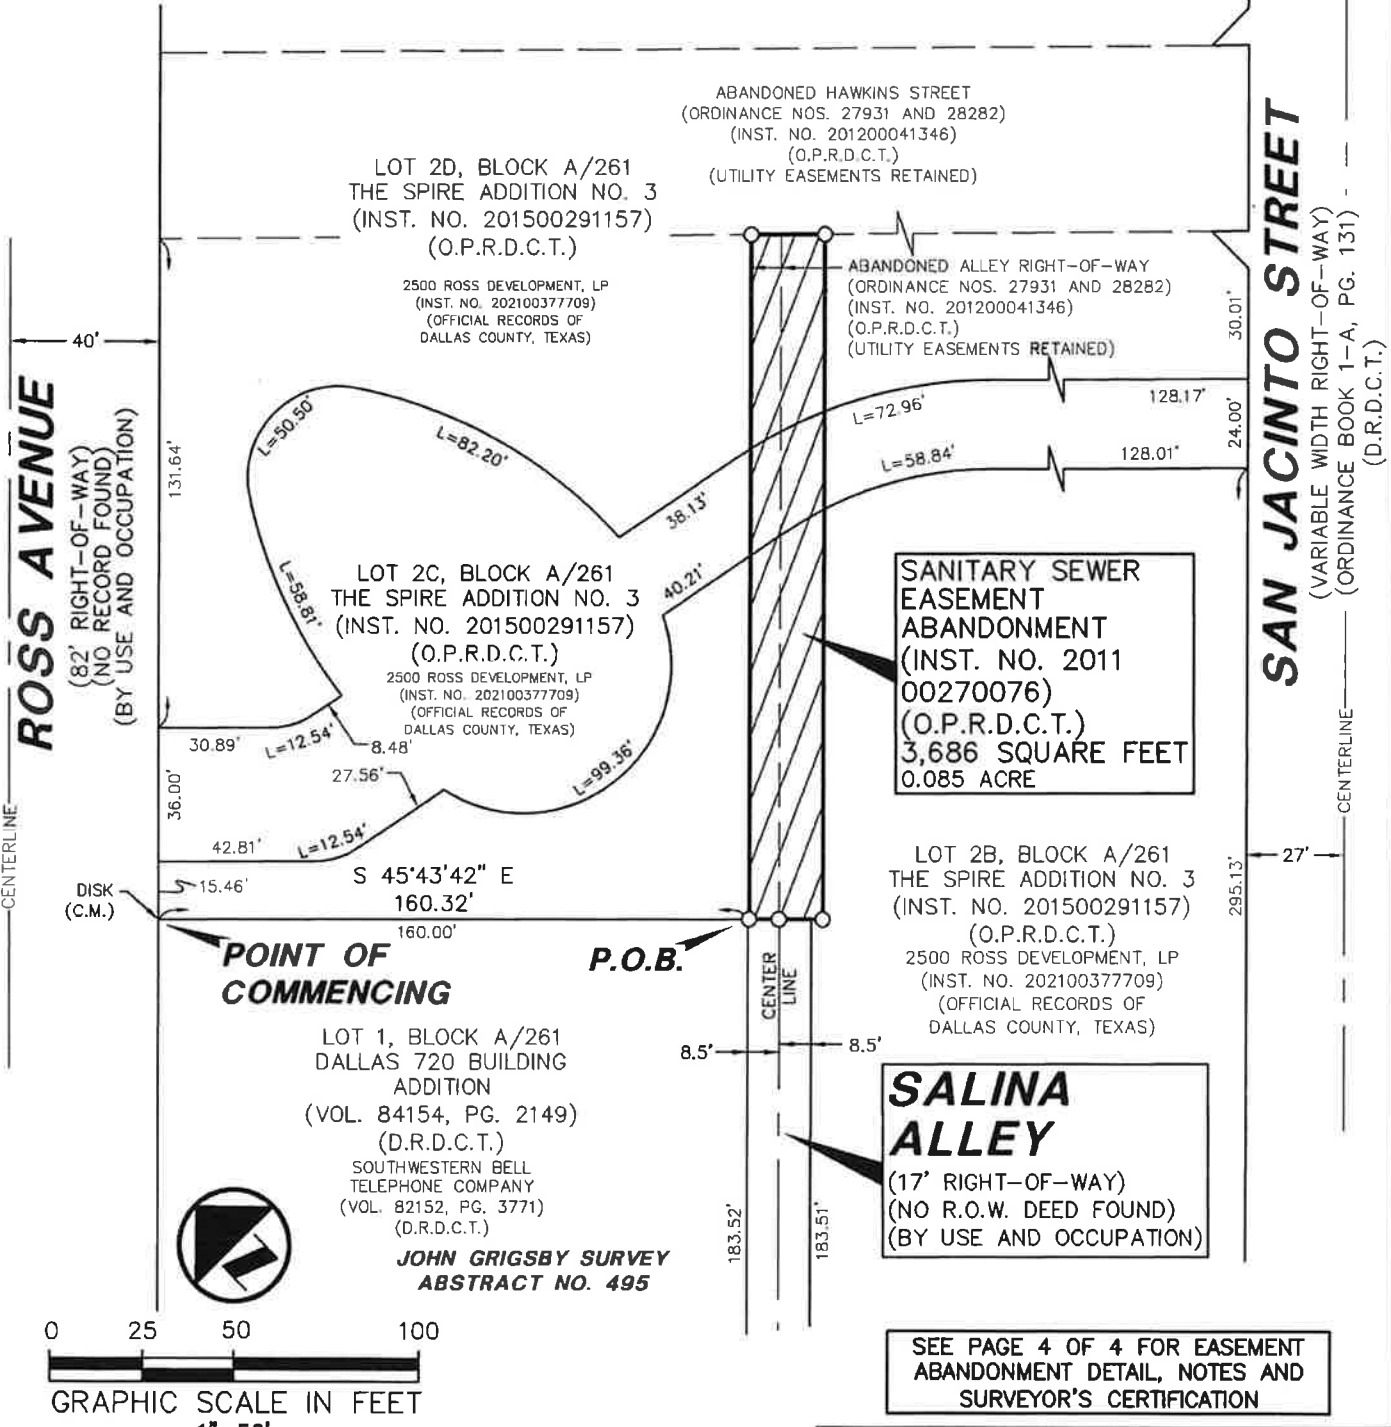 ABANDONED HAWKINS STREET
(ORDINANCE NOS. 27931 AND 28282)
(INST. NO. 201200041346)
(O.P.R.D.C.T.)
(UTILITY EASEMENTS RETAINED)
LOT 2D, BLOCK A/261
THE SPIRE ADDITION NO. 3
(INST. NO. 201500291157)
(O.P.R.D.C.T.)
2500 ROSS DEVELOPMENT, LP
(INST. NO. 202100377709)
(OFFICIAL RECORDS OF
DALLAS COUNTY, TEXAS)
ABANDONED ALLEY RIGHT-OF-WAY
(ORDINANCE NOS. 27931 AND 28282)
(INST. NO. 201200041346)
(O.P.R.D.C.T.)
(UTILITY EASEMENTS RETAINED)
40'
ROSS AVENUE
(82' RIGHT-OF-WAY)
(NO RECORD FOUND)
(BY USE AND OCCUPATION)
CENTERLINE
131.64'
36.00'
L=50.50'
L=82.20'
L=58.81'
38.13'
40.21'
L=72.96'
L=58.84'
128.17'
128.01'
30.01'
24.00'
SAN JACINTO STREET
(VARIABLE WIDTH RIGHT-OF-WAY)
(ORDINANCE BOOK 1-A, PG. 131)
(D.R.D.C.T.)
CENTERLINE
27'
295.13'
LOT 2C, BLOCK A/261
THE SPIRE ADDITION NO. 3
(INST. NO. 201500291157)
(O.P.R.D.C.T.)
2500 ROSS DEVELOPMENT, LP
(INST. NO. 202100377709)
(OFFICIAL RECORDS OF
DALLAS COUNTY, TEXAS)
30.89'
L=12.54'
8.48'
27.56'
L=99.36'
42.81'
L=12.54'
15.46'
DISK
(C.M.)
S 45°43'42" E
160.32'
160.00'
POINT OF
COMMENCING
P.O.B.
SANITARY SEWER
EASEMENT
ABANDONMENT
(INST. NO. 2011
00270076)
(O.P.R.D.C.T.)
3,686 SQUARE FEET
0.085 ACRE
LOT 2B, BLOCK A/261
THE SPIRE ADDITION NO. 3
(INST. NO. 201500291157)
(O.P.R.D.C.T.)
2500 ROSS DEVELOPMENT, LP
(INST. NO. 202100377709)
(OFFICIAL RECORDS OF
DALLAS COUNTY, TEXAS)
CENTER
LINE
8.5'
8.5'
183.52'
183.51'
LOT 1, BLOCK A/261
DALLAS 720 BUILDING
ADDITION
(VOL. 84154, PG. 2149)
(D.R.D.C.T.)
SOUTHWESTERN BELL
TELEPHONE COMPANY
(VOL. 82152, PG. 3771)
(D.R.D.C.T.)
JOHN GRIGSBY SURVEY
ABSTRACT NO. 495
SALINA
ALLEY
(17' RIGHT-OF-WAY)
(NO R.O.W. DEED FOUND)
(BY USE AND OCCUPATION)
0 25 50 100
GRAPHIC SCALE IN FEET
SEE PAGE 4 OF 4 FOR EASEMENT
ABANDONMENT DETAIL, NOTES AND
SURVEYOR'S CERTIFICATION